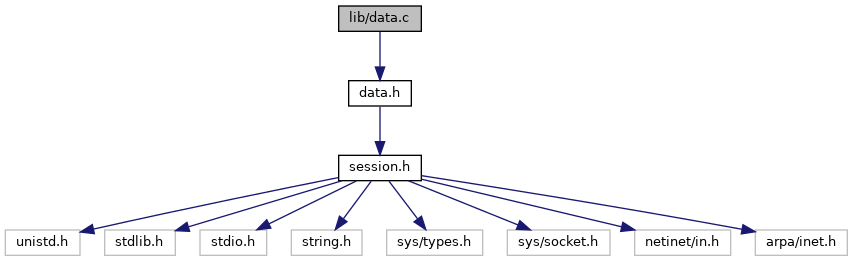 lib/data.c
data.h
session.h
unistd.h
stdlib.h
stdio.h
string.h
sys/types.h
sys/socket.h
netinet/in.h
arpa/inet.h